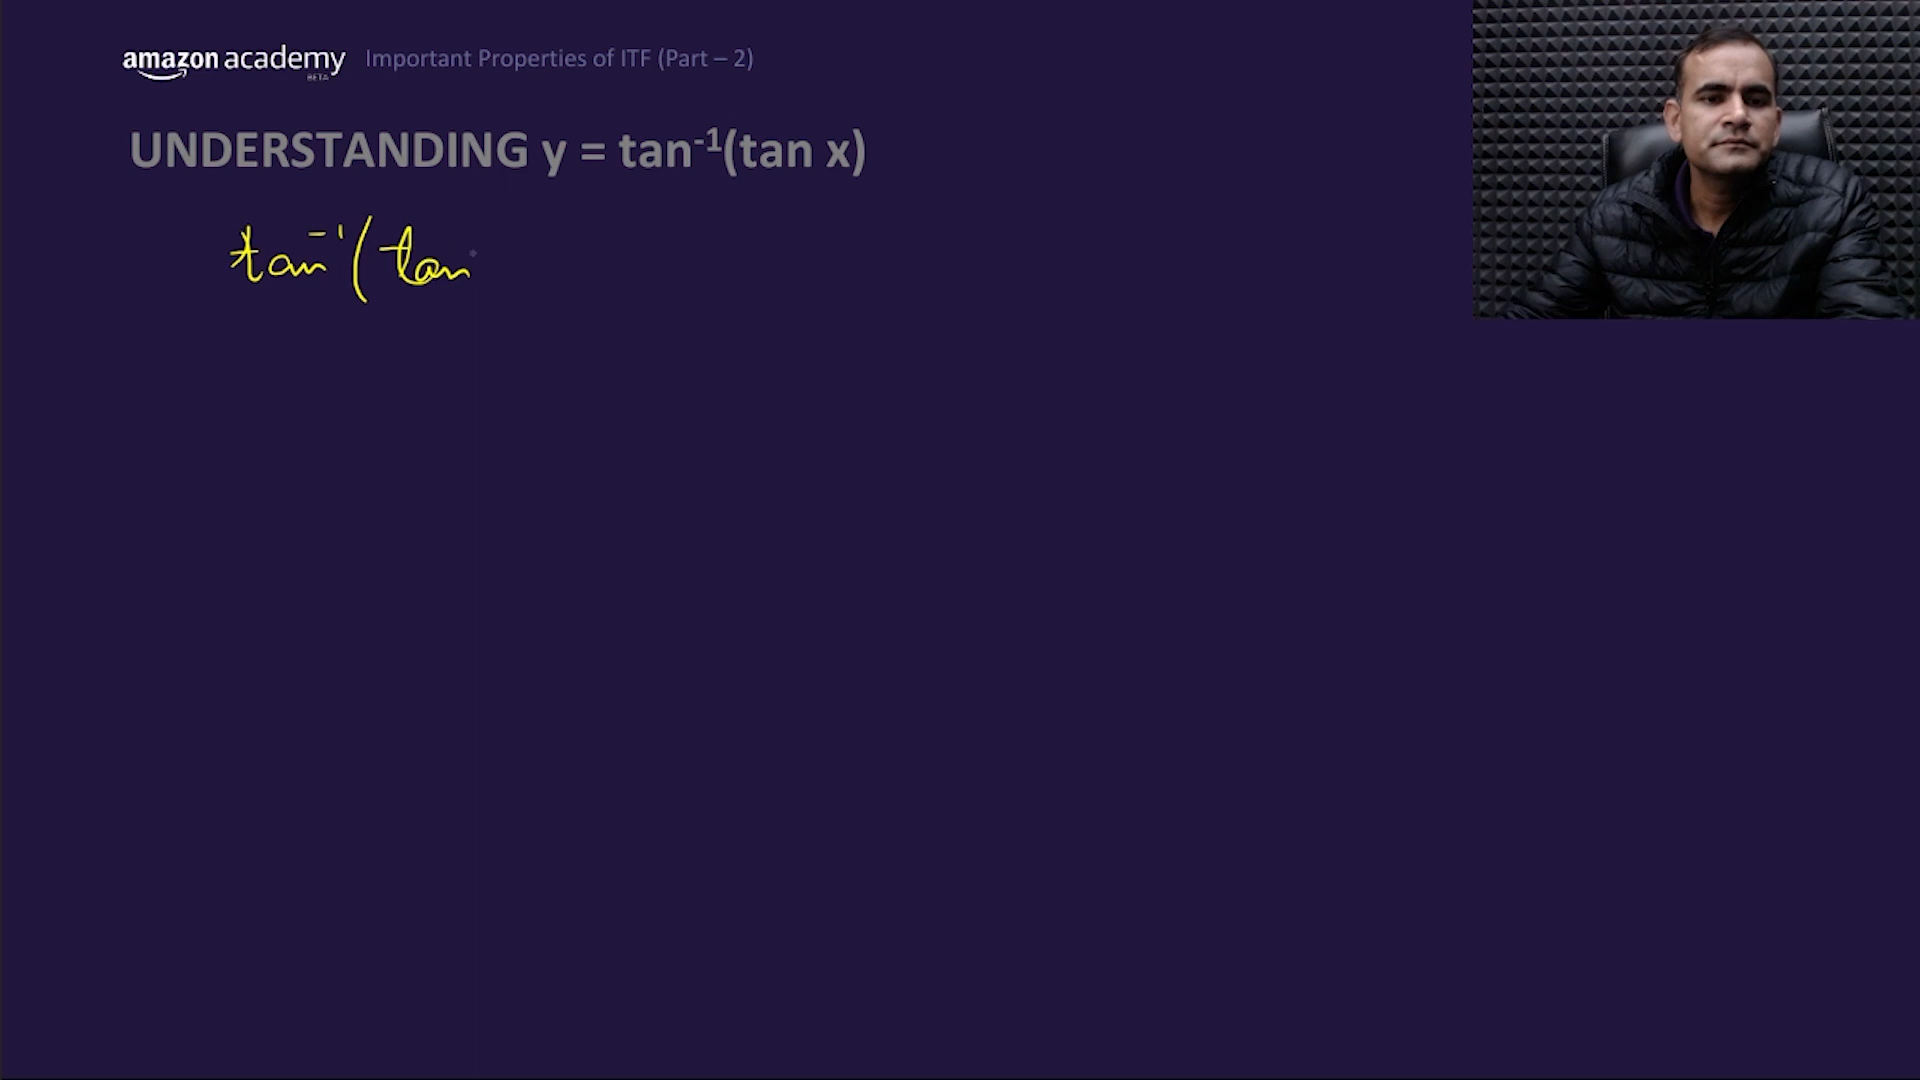 amazon academy Important Properties of ITF (Part – 2)
BETA
UNDERSTANDING y = tan⁻¹(tan x)
tan⁻¹(tan